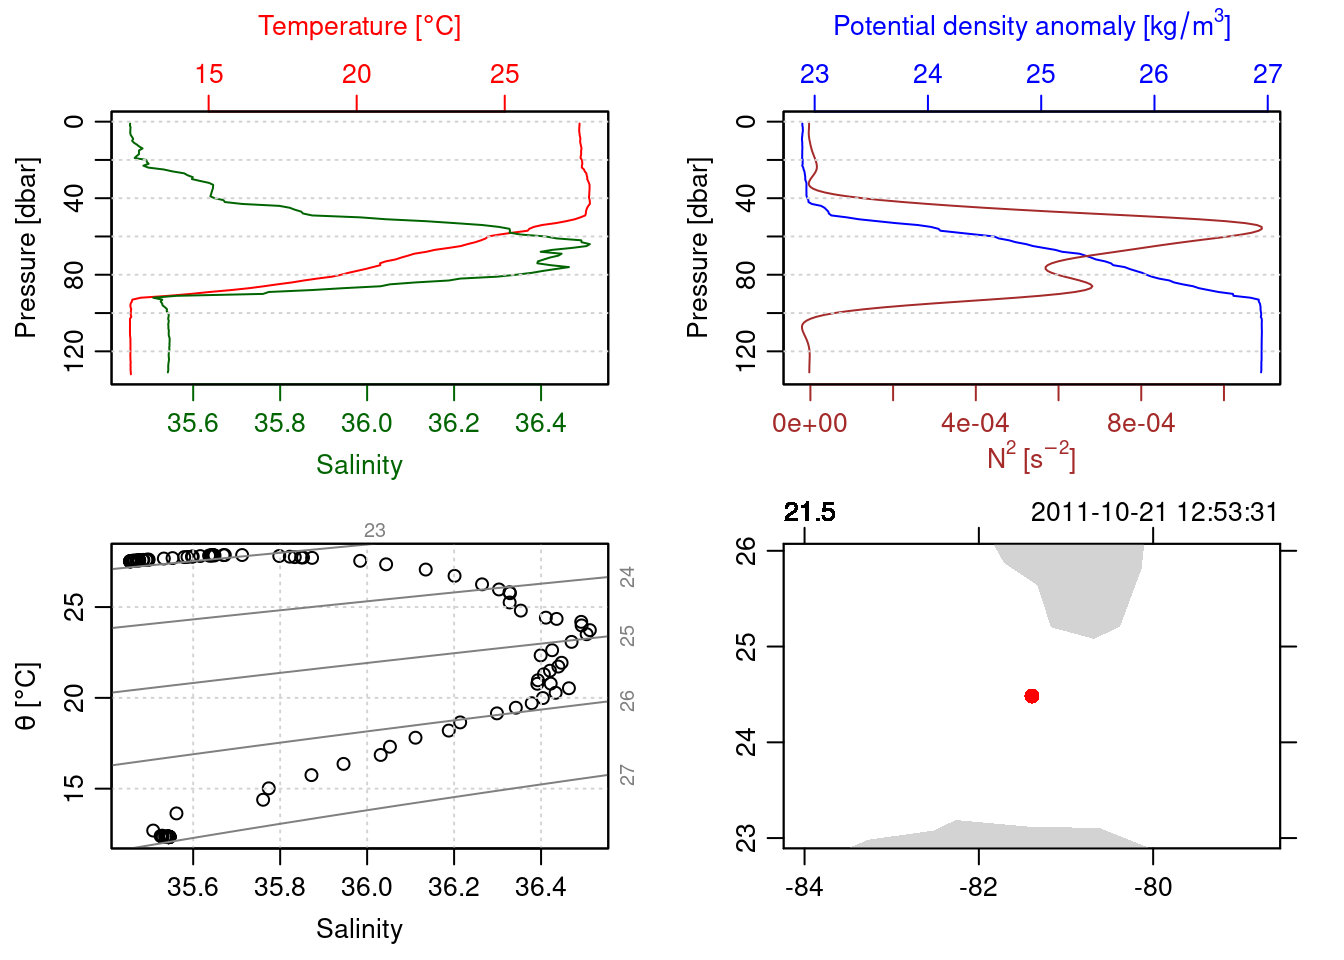 Temperature [°C]
15 20 25
Pressure [dbar]
0
40
80
120
35.6 35.8 36.0 36.2 36.4
Salinity
Potential density anomaly [kg/m³]
23 24 25 26 27
Pressure [dbar]
0
40
80
120
0e+00 4e-04 8e-04
N² [s⁻²]
23
24
25
26
27
θ [°C]
25
20
15
35.6 35.8 36.0 36.2 36.4
Salinity
21.5 2011-10-21 12:53:31
26
25
24
23
-84 -82 -80